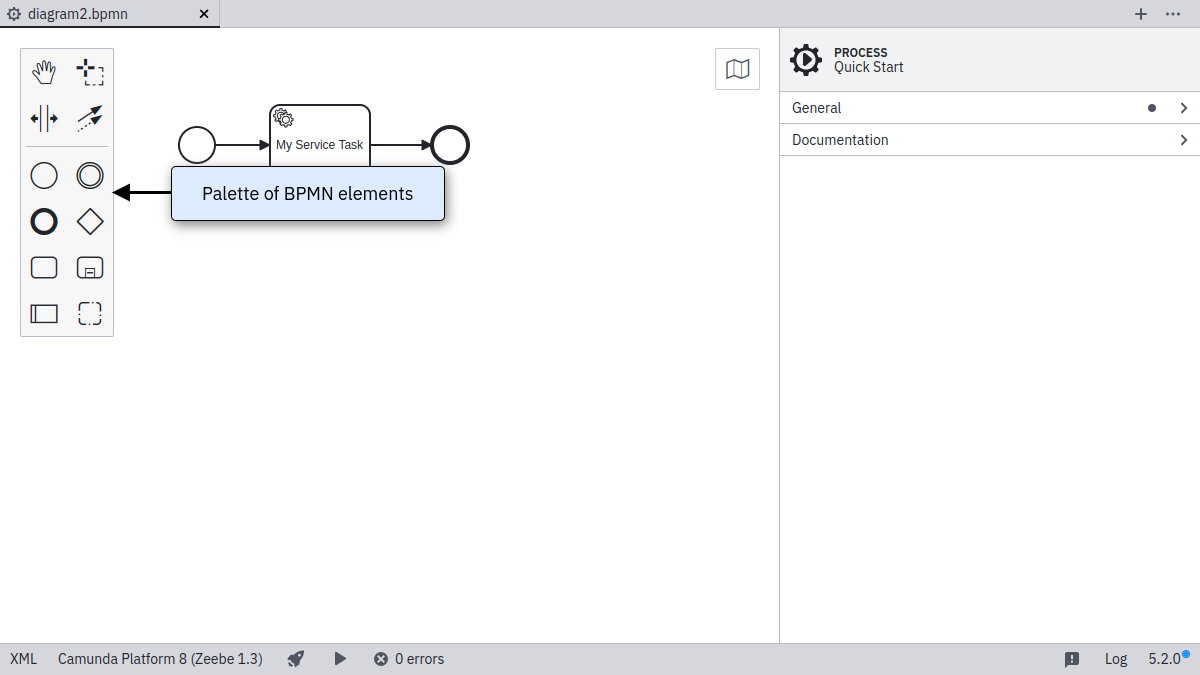 diagram2.bpmn
PROCESS
Quick Start
General
Documentation
My Service Task
Palette of BPMN elements
XML
Camunda Platform 8 (Zeebe 1.3)
0 errors
Log
5.2.0